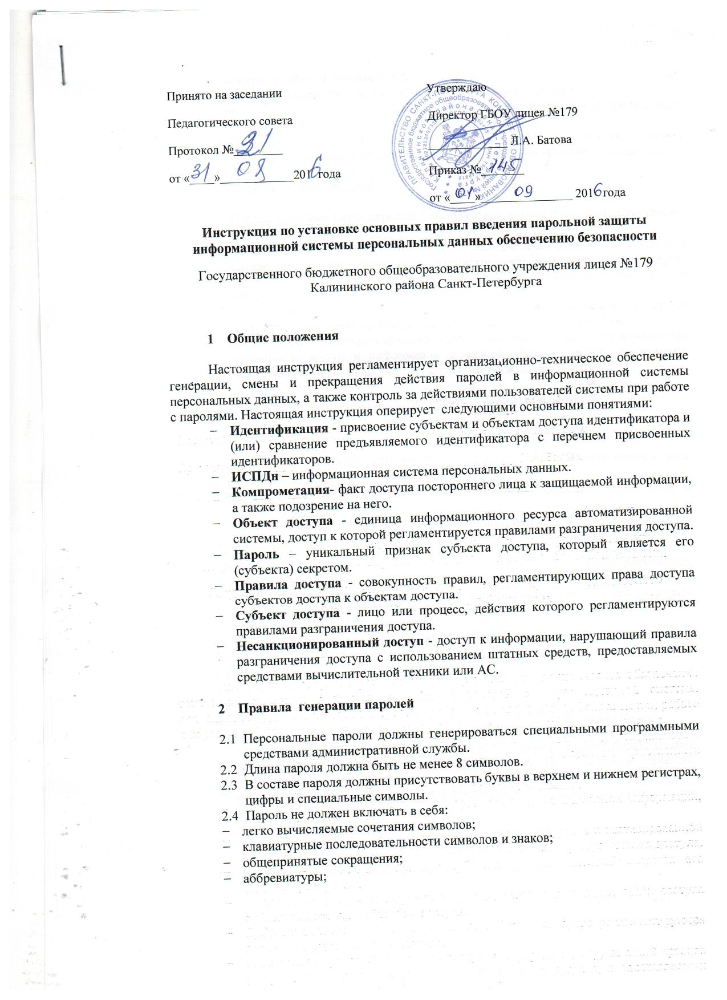 Принято на заседании
Педагогического совета
Протокол № 31
от «31» 08 2016 года
Утверждаю
Директор ГБОУ лицея №179
Л.А. Батова
Приказ № 145
от «01» 09 2016 года
ПРАВИТЕЛЬСТВО САНКТ-ПЕТЕРБУРГА КОМИТЕТ ПО ОБРАЗОВАНИЮ
Инструкция по установке основных правил введения парольной защиты
информационной системы персональных данных обеспечению безопасности
Государственного бюджетного общеобразовательного учреждения лицея №179
Калининского района Санкт-Петербурга
1 Общие положения
Настоящая инструкция регламентирует организационно-техническое обеспечение
генерации, смены и прекращения действия паролей в информационной системы
персональных данных, а также контроль за действиями пользователей системы при работе
с паролями. Настоящая инструкция оперирует следующими основными понятиями:
– Идентификация - присвоение субъектам и объектам доступа идентификатора и
(или) сравнение предъявляемого идентификатора с перечнем присвоенных
идентификаторов.
– ИСПДн – информационная система персональных данных.
– Компрометация- факт доступа постороннего лица к защищаемой информации,
а также подозрение на него.
– Объект доступа - единица информационного ресурса автоматизированной
системы, доступ к которой регламентируется правилами разграничения доступа.
– Пароль – уникальный признак субъекта доступа, который является его
(субъекта) секретом.
– Правила доступа - совокупность правил, регламентирующих права доступа
субъектов доступа к объектам доступа.
– Субъект доступа - лицо или процесс, действия которого регламентируются
правилами разграничения доступа.
– Несанкционированный доступ - доступ к информации, нарушающий правила
разграничения доступа с использованием штатных средств, предоставляемых
средствами вычислительной техники или АС.
2 Правила генерации паролей
2.1 Персональные пароли должны генерироваться специальными программными
средствами административной службы.
2.2 Длина пароля должна быть не менее 8 символов.
2.3 В составе пароля должны присутствовать буквы в верхнем и нижнем регистрах,
цифры и специальные символы.
2.4 Пароль не должен включать в себя:
– легко вычисляемые сочетания символов;
– клавиатурные последовательности символов и знаков;
– общепринятые сокращения;
– аббревиатуры;